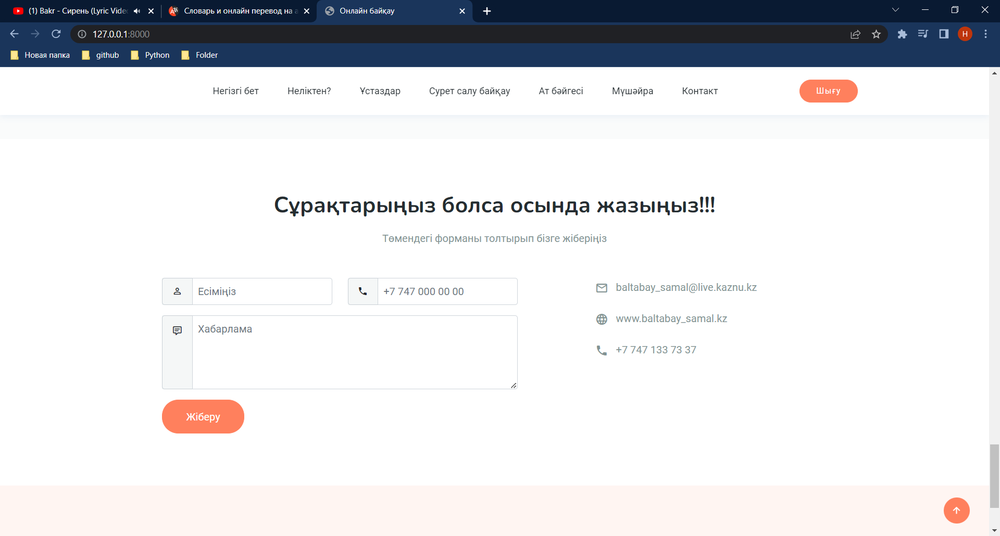 (1) Bakr - Сирень (Lyric Vide
Словарь и онлайн перевод на а
Онлайн байқау
127.0.0.1:8000
H
Новая папка
github
Python
Folder
Негізгі бет
Неліктен?
Ұстаздар
Сурет салу байқау
Ат бәйгесі
Мүшәйра
Контакт
Шығу
Сұрақтарыңыз болса осында жазыңыз!!!
Төмендегі форманы толтырып бізге жіберіңіз
Есіміңіз
+7 747 000 00 00
baltabay_samal@live.kaznu.kz
www.baltabay_samal.kz
Хабарлама
+7 747 133 73 37
Жіберу